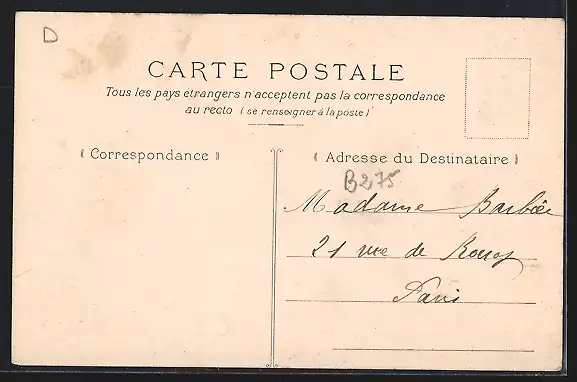 D
CARTE POSTALE
Tous les pays etrangers n'acceptent pas la correspondance
au recto (se renseigner à la poste)
Correspondance
Adresse du Destinataire
B275
Madame Barbier
21 rue de
Paris